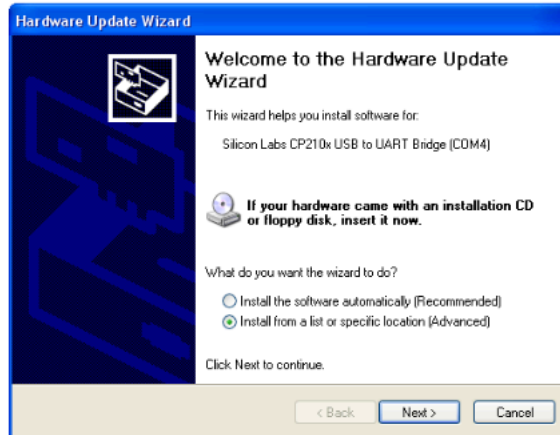 Hardware Update Wizard
Welcome to the Hardware Update
Wizard
This wizard helps you install software for:
Silicon Labs CP210x USB to UART Bridge (COM4)
If your hardware came with an installation CD
or floppy disk, insert it now.
What do you want the wizard to do?
Install the software automatically (Recommended)
Install from a list or specific location (Advanced)
Click Next to continue.
< Back
Next >
Cancel